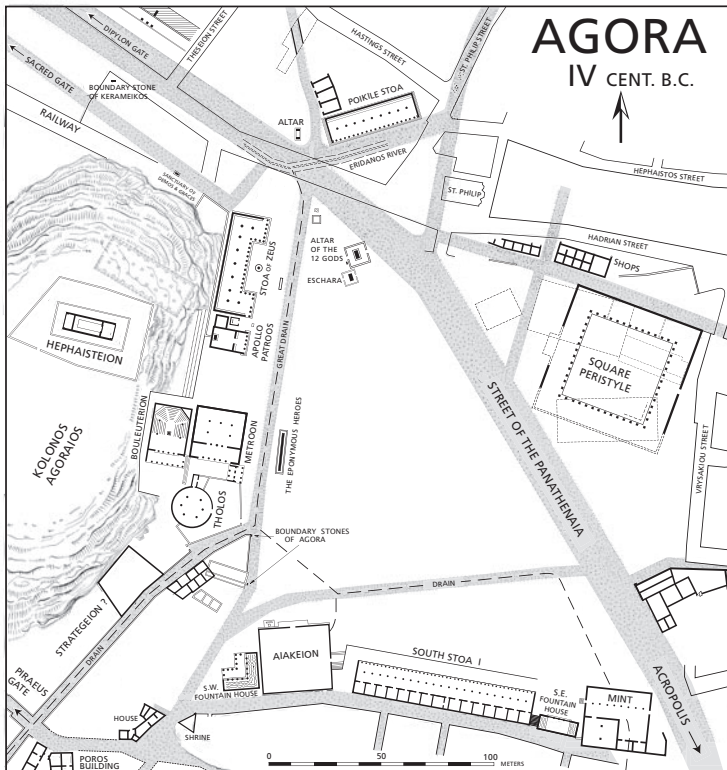 AGORA
IV CENT. B.C.
DIPYLON GATE
THESEION STREET
HASTINGS STREET
ST. PHILIP STREET
SACRED GATE
BOUNDARY STONE
OF KERAMEIKOS
POIKILE STOA
ALTAR
RAILWAY
ERIDANOS RIVER
SANCTUARY OF
DEMOS & GRACES
ST. PHILIP
HEPHAISTOS STREET
HADRIAN STREET
SHOPS
ALTAR
OF THE
12 GODS
ESCHARA
STOA OF ZEUS
APOLLO
PATROOS
GREAT DRAIN
HEPHAISTEION
SQUARE
PERISTYLE
STREET OF THE PANATHENAIA
VRYSAKIOU STREET
KOLONOS
AGORAIOS
BOULEUTERION
METROON
THE EPONYMOUS HEROES
THOLOS
BOUNDARY STONES
OF AGORA
STRATEGEION ?
DRAIN
DRAIN
AIAKEION
SOUTH STOA I
S.W.
FOUNTAIN HOUSE
S.E.
FOUNTAIN
HOUSE
MINT
ACROPOLIS
PIRAEUS
GATE
HOUSE
SHRINE
POROS
BUILDING
0 50 100
METERS